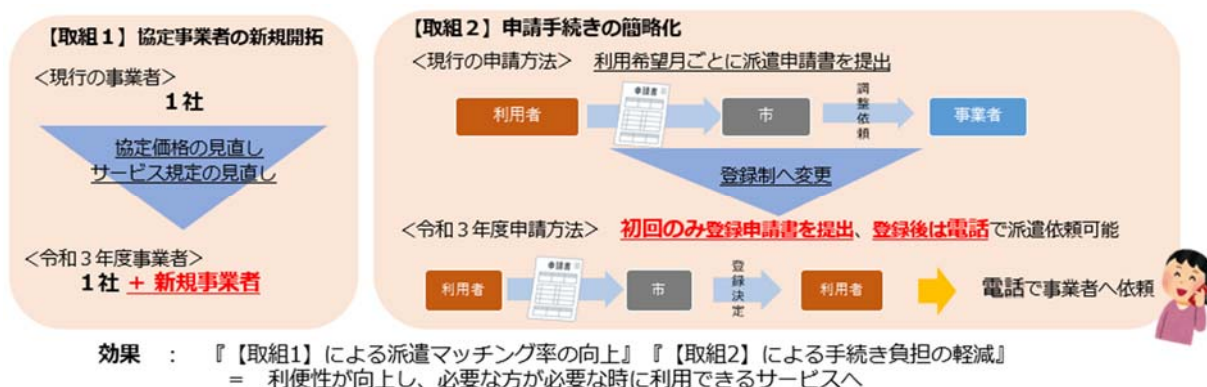 【取組１】協定事業者の新規開拓
＜現行の事業者＞
１社
協定価格の見直し
サービス規定の見直し
＜令和３年度事業者＞
１社 ＋ 新規事業者
【取組２】申請手続きの簡略化
＜現行の申請方法＞ 利用希望月ごとに派遣申請書を提出
利用者
申請書
市
調整依頼
事業者
登録制へ変更
＜令和３年度申請方法＞ 初回のみ登録申請書を提出、登録後は電話で派遣依頼可能
利用者
申請書
市
登録決定
利用者
電話で事業者へ依頼
効果 ： 『【取組1】による派遣マッチング率の向上』『【取組2】による手続き負担の軽減』
＝ 利便性が向上し、必要な方が必要な時に利用できるサービスへ